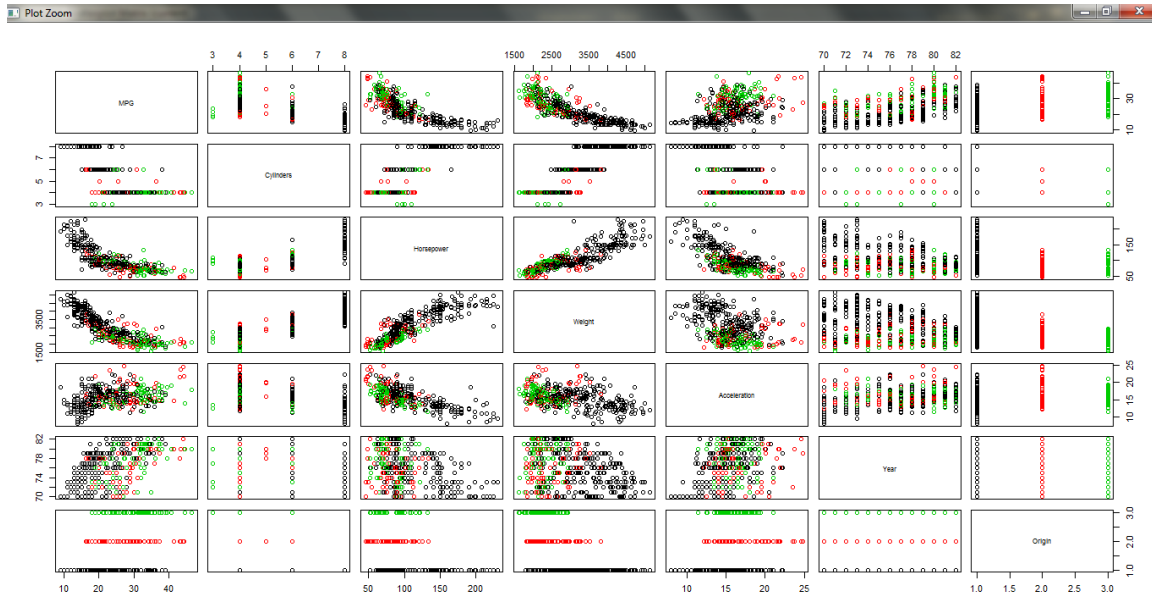 Plot Zoom
3 4 5 6 7 8
1500 2500 3500 4500
70 72 74 76 78 80 82
MPG
10 30
3 5 7
Cylinders
Horsepower
50 150
1500 3500
Weight
Acceleration
10 15 20 25
70 74 78 82
Year
Origin
1.0 2.0 3.0
10 20 30 40
50 100 150 200
10 15 20 25
1.0 1.5 2.0 2.5 3.0